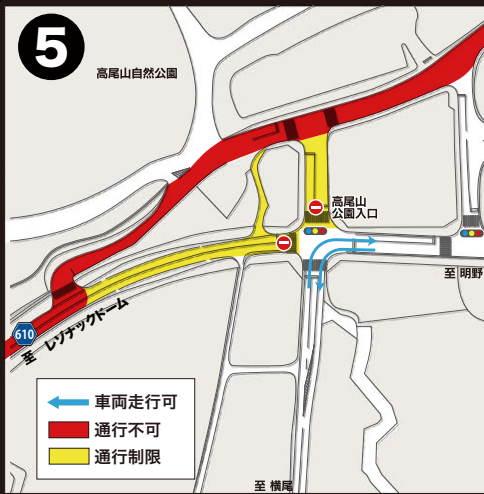 5
高尾山自然公園
高尾山
公園入口
至 明野
610
至 レゾナックドーム
車両走行可
通行不可
通行制限
至 横尾